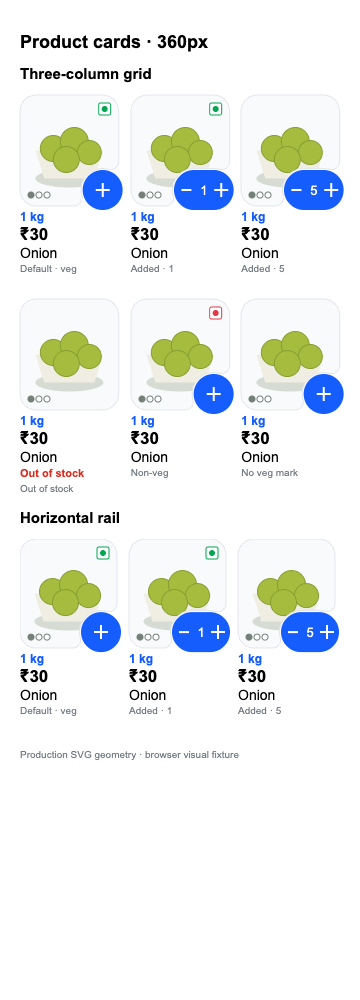 Product cards · 360px
Three-column grid
1
5
1 kg
1 kg
1 kg
₹30
₹30
₹30
Onion
Onion
Onion
Default · veg
Added · 1
Added · 5
1 kg
1 kg
1 kg
₹30
₹30
₹30
Onion
Onion
Onion
Out of stock
Non-veg
No veg mark
Out of stock
Horizontal rail
1
5
1 kg
1 kg
1 kg
₹30
₹30
₹30
Onion
Onion
Onion
Default · veg
Added · 1
Added · 5
Production SVG geometry · browser visual fixture